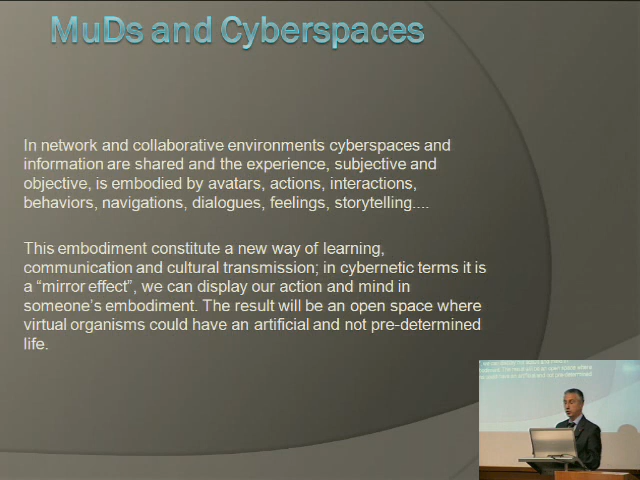 MuDs and Cyberspaces
In network and collaborative environments cyberspaces and
information are shared and the experience, subjective and
objective, is embodied by avatars, actions, interactions,
behaviors, navigations, dialogues, feelings, storytelling....
This embodiment constitute a new way of learning,
communication and cultural transmission; in cybernetic terms it is
a “mirror effect”, we can display our action and mind in
someone’s embodiment. The result will be an open space where
virtual organisms could have an artificial and not pre-determined
life.